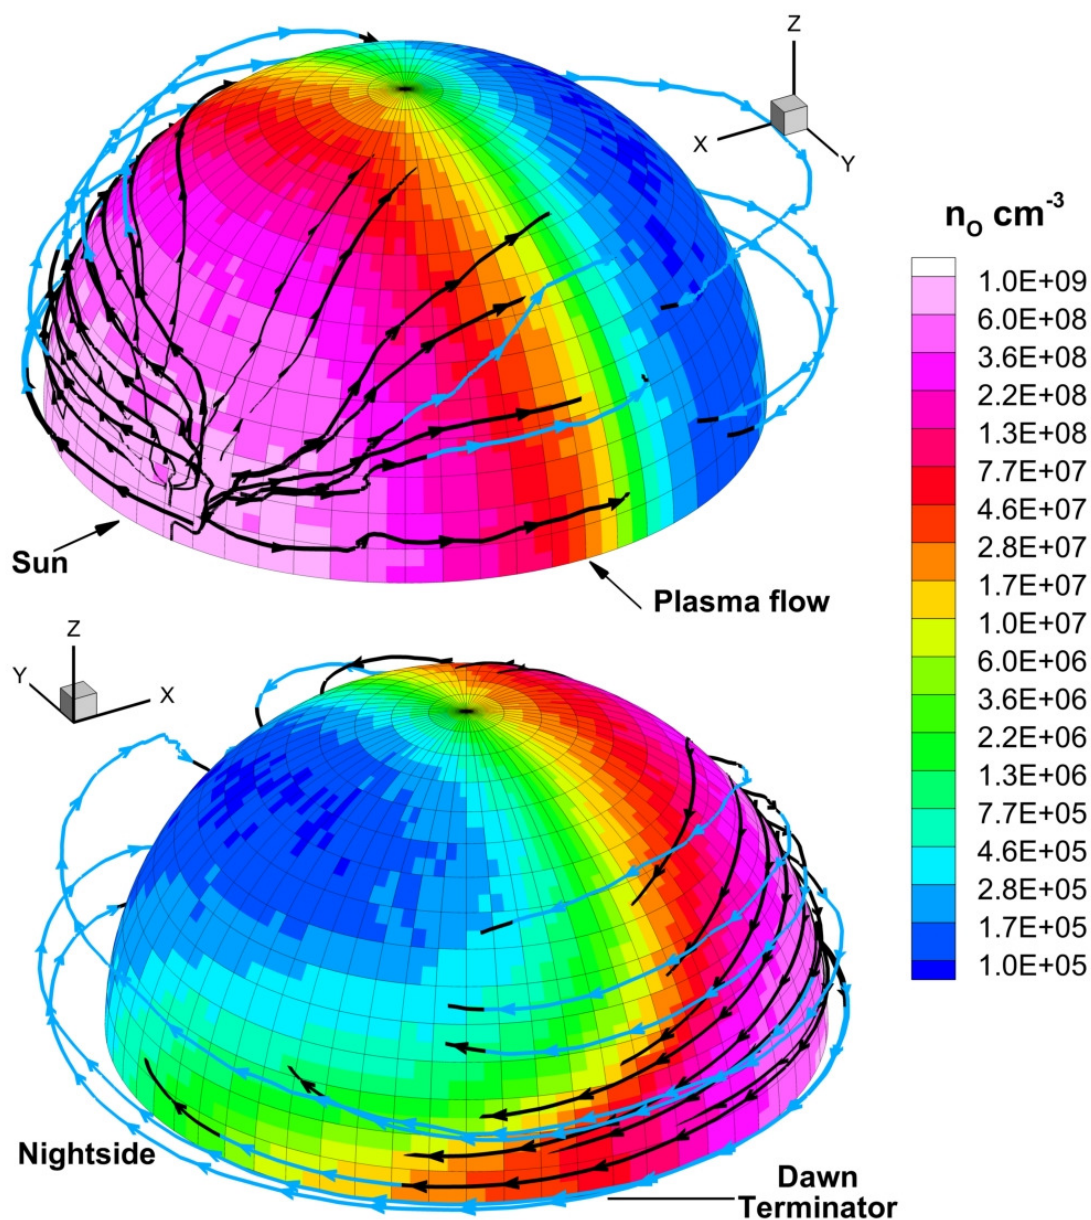 Z
X
Y
n_O cm^-3
1.0E+09
6.0E+08
3.6E+08
2.2E+08
1.3E+08
7.7E+07
4.6E+07
2.8E+07
1.7E+07
1.0E+07
6.0E+06
3.6E+06
2.2E+06
1.3E+06
7.7E+05
4.6E+05
2.8E+05
1.7E+05
1.0E+05
Sun
Plasma flow
Z
Y
X
Nightside
Dawn
Terminator